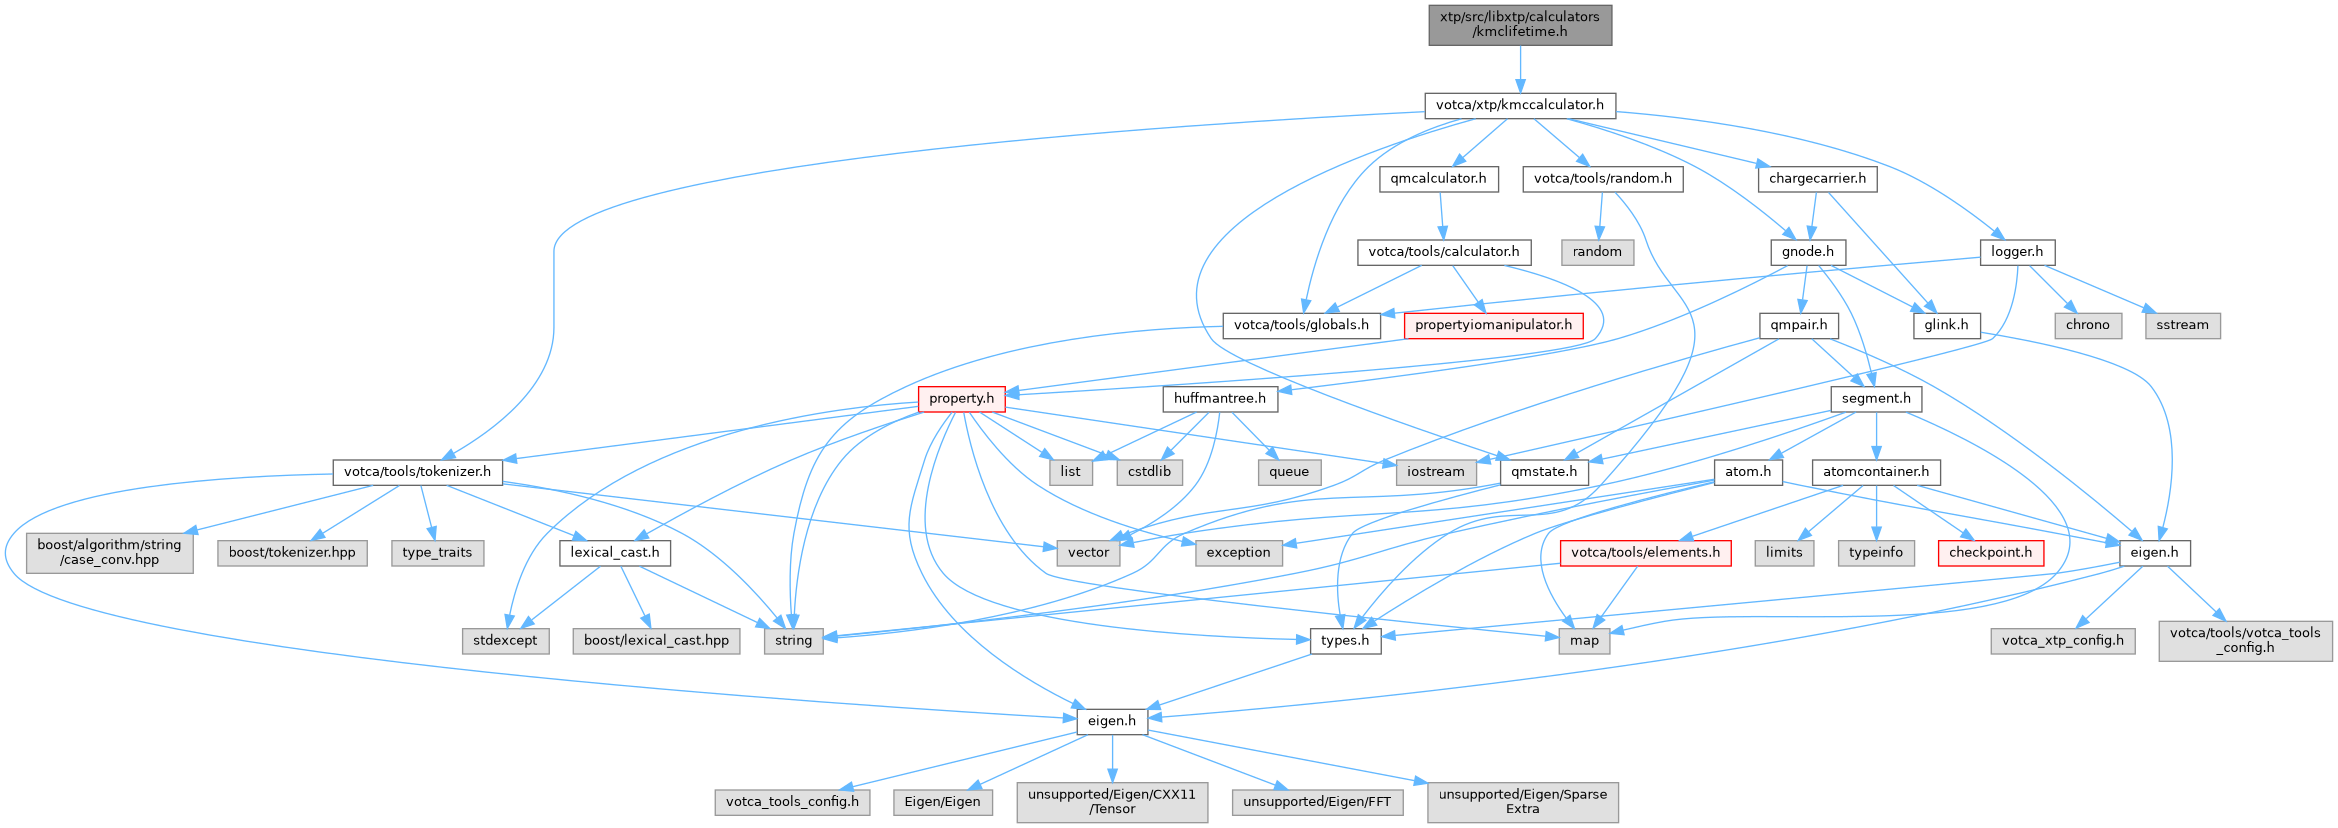 xtp/src/libxtp/calculators
/kmclifetime.h
votca/xtp/kmccalculator.h
qmcalculator.h
votca/tools/random.h
chargecarrier.h
votca/tools/calculator.h
random
gnode.h
logger.h
votca/tools/globals.h
propertyiomanipulator.h
qmpair.h
glink.h
chrono
sstream
property.h
huffmantree.h
segment.h
votca/tools/tokenizer.h
list
cstdlib
queue
iostream
qmstate.h
atom.h
atomcontainer.h
boost/algorithm/string
/case_conv.hpp
boost/tokenizer.hpp
type_traits
lexical_cast.h
vector
exception
votca/tools/elements.h
limits
typeinfo
checkpoint.h
eigen.h
stdexcept
boost/lexical_cast.hpp
string
types.h
map
votca_xtp_config.h
votca/tools/votca_tools
_config.h
eigen.h
votca_tools_config.h
Eigen/Eigen
unsupported/Eigen/CXX11
/Tensor
unsupported/Eigen/FFT
unsupported/Eigen/Sparse
Extra